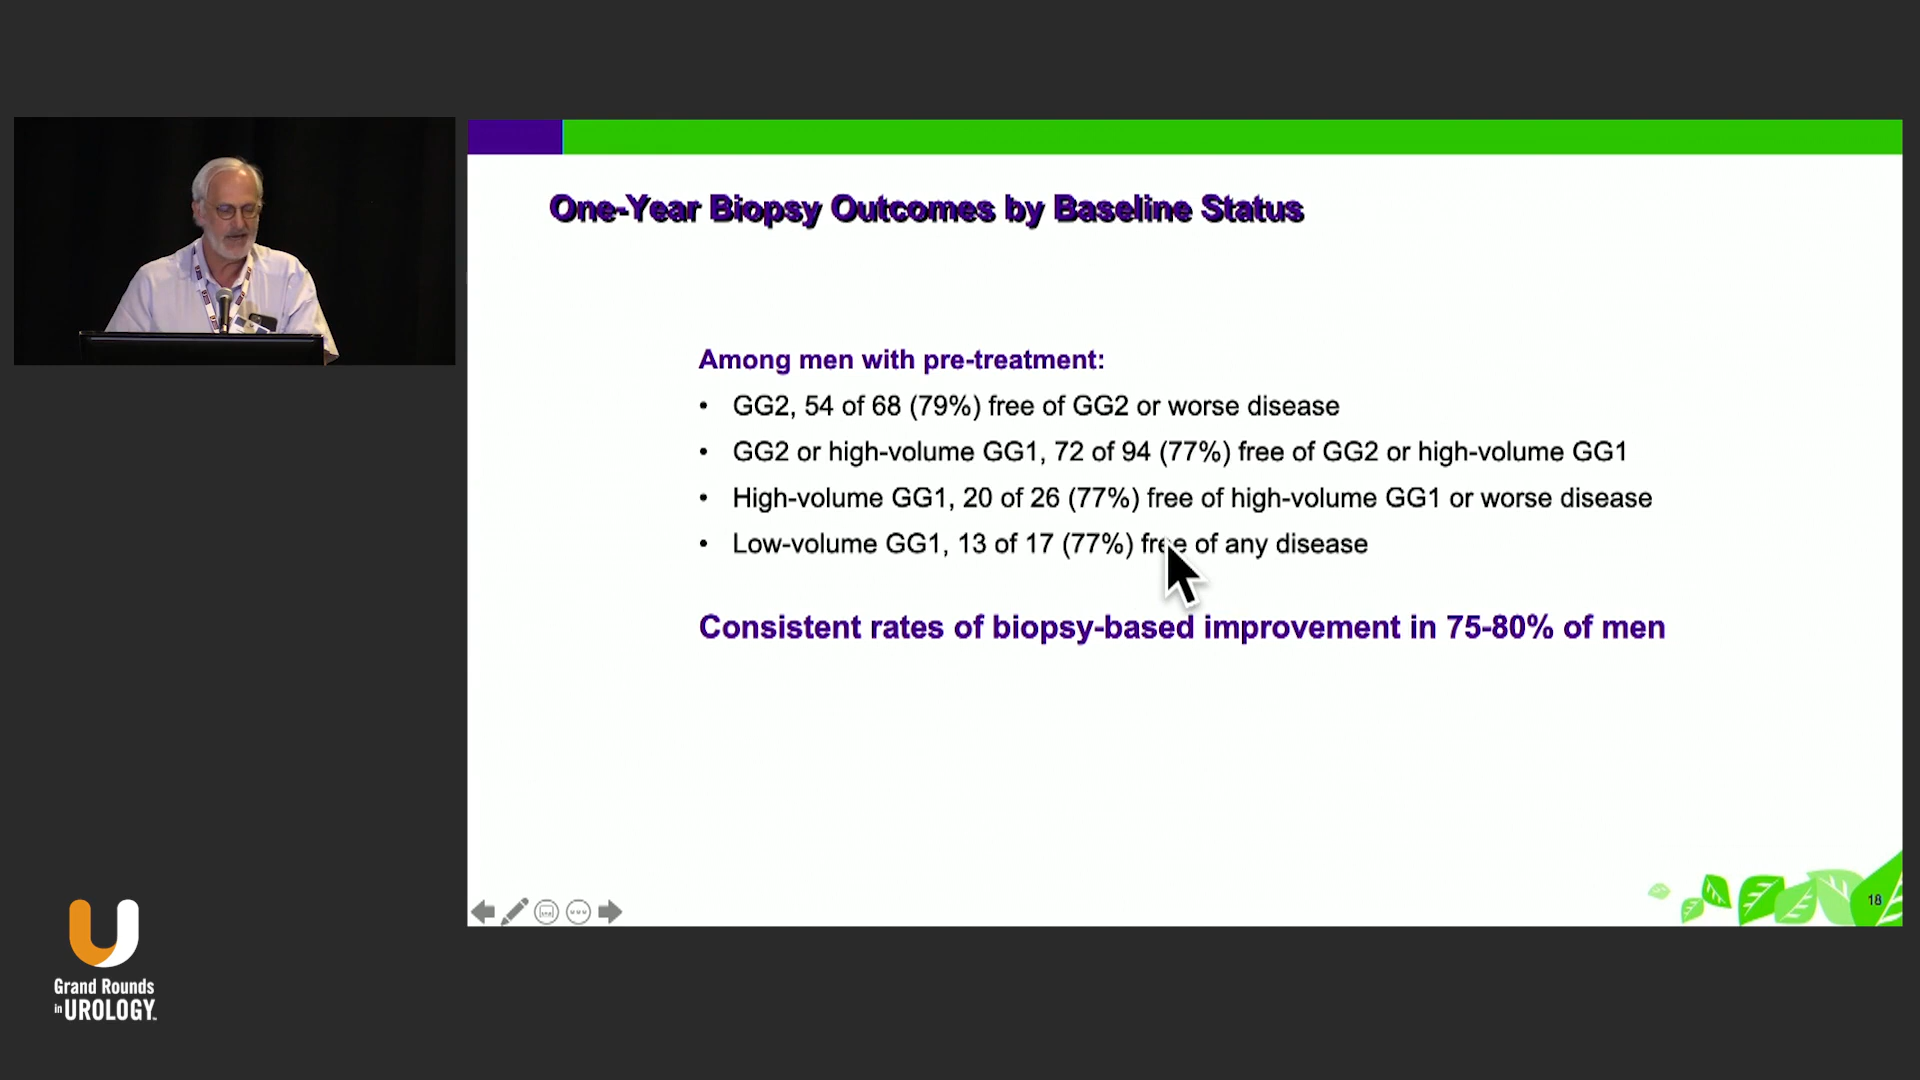 One-Year Biopsy Outcomes by Baseline Status
Among men with pre-treatment:
• GG2, 54 of 68 (79%) free of GG2 or worse disease
• GG2 or high-volume GG1, 72 of 94 (77%) free of GG2 or high-volume GG1
• High-volume GG1, 20 of 26 (77%) free of high-volume GG1 or worse disease
• Low-volume GG1, 13 of 17 (77%) free of any disease
Consistent rates of biopsy-based improvement in 75-80% of men
18
Grand Rounds
in UROLOGY